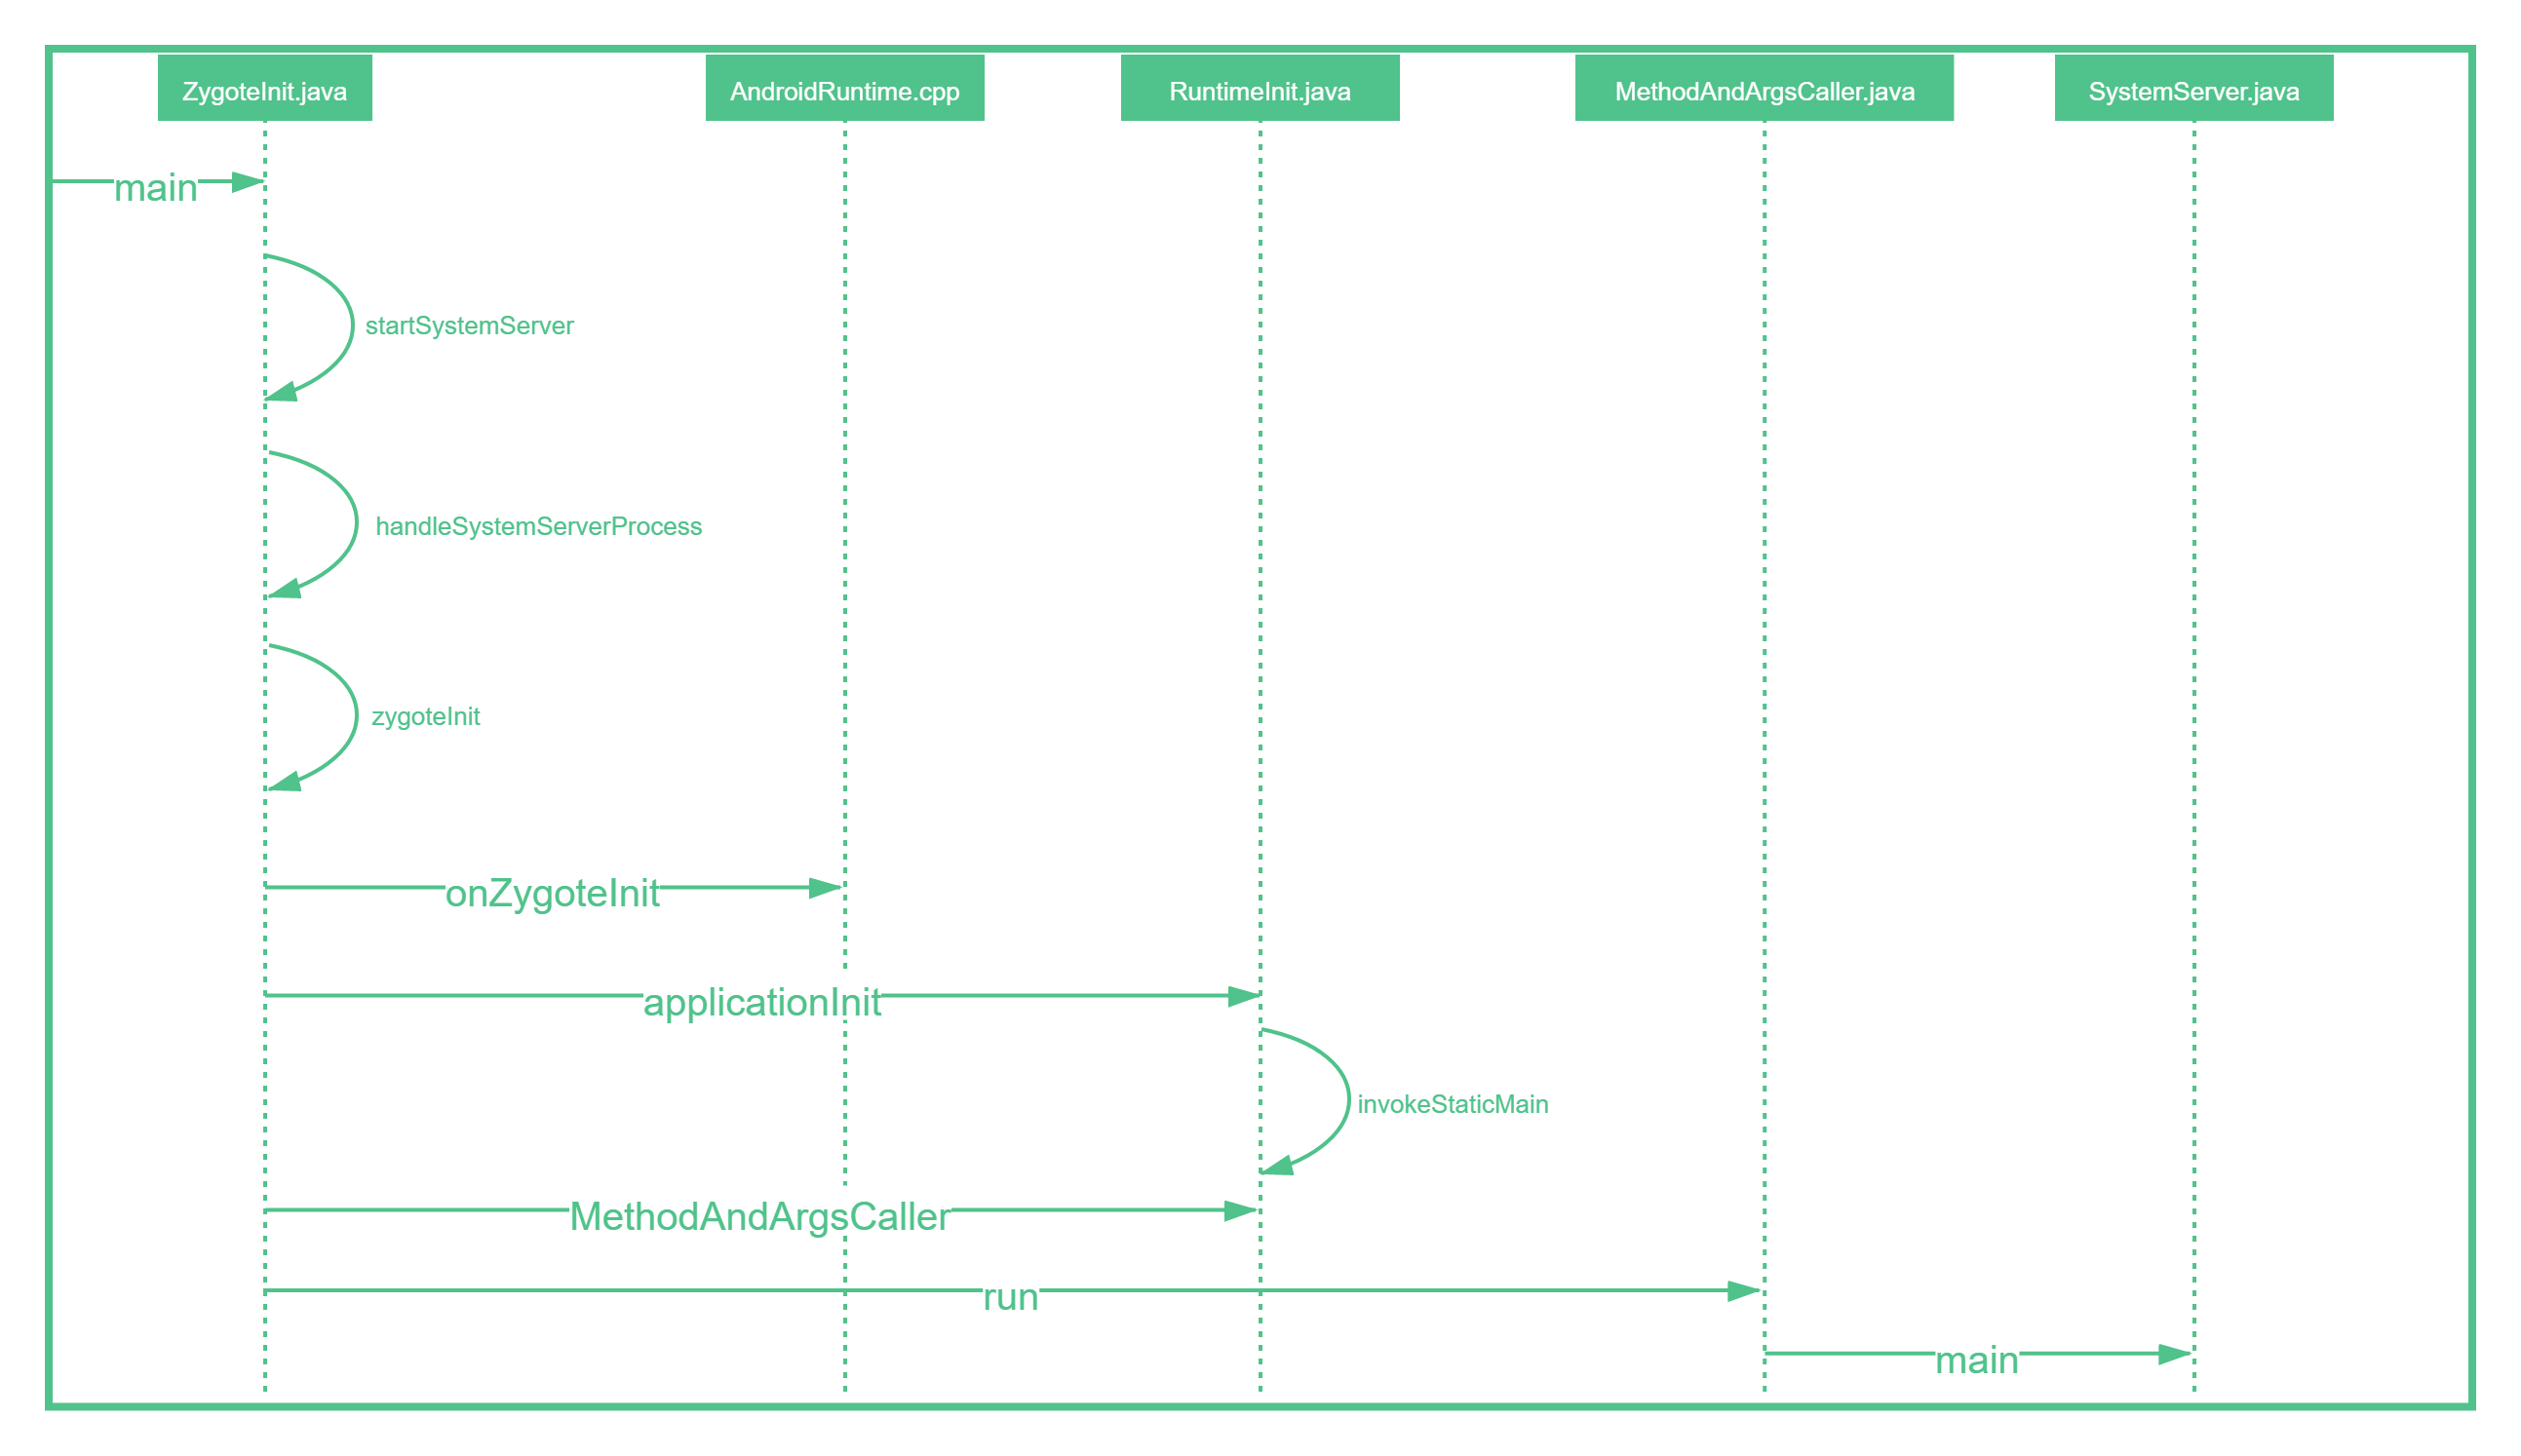 ZygoteInit.java
AndroidRuntime.cpp
RuntimeInit.java
MethodAndArgsCaller.java
SystemServer.java
main
startSystemServer
handleSystemServerProcess
zygoteInit
onZygoteInit
applicationInit
invokeStaticMain
MethodAndArgsCaller
run
main